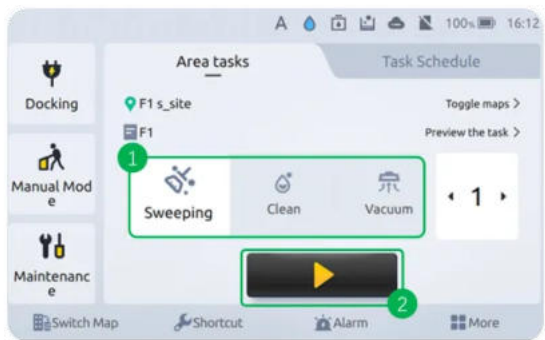 A 100% 16:12
Docking
Manual Mod
e
Maintenanc
e
Area tasks
Task Schedule
F1 s_site
Toggle maps >
F1
Preview the task >
1
Sweeping
Clean
Vacuum
1
2
Switch Map
Shortcut
Alarm
More